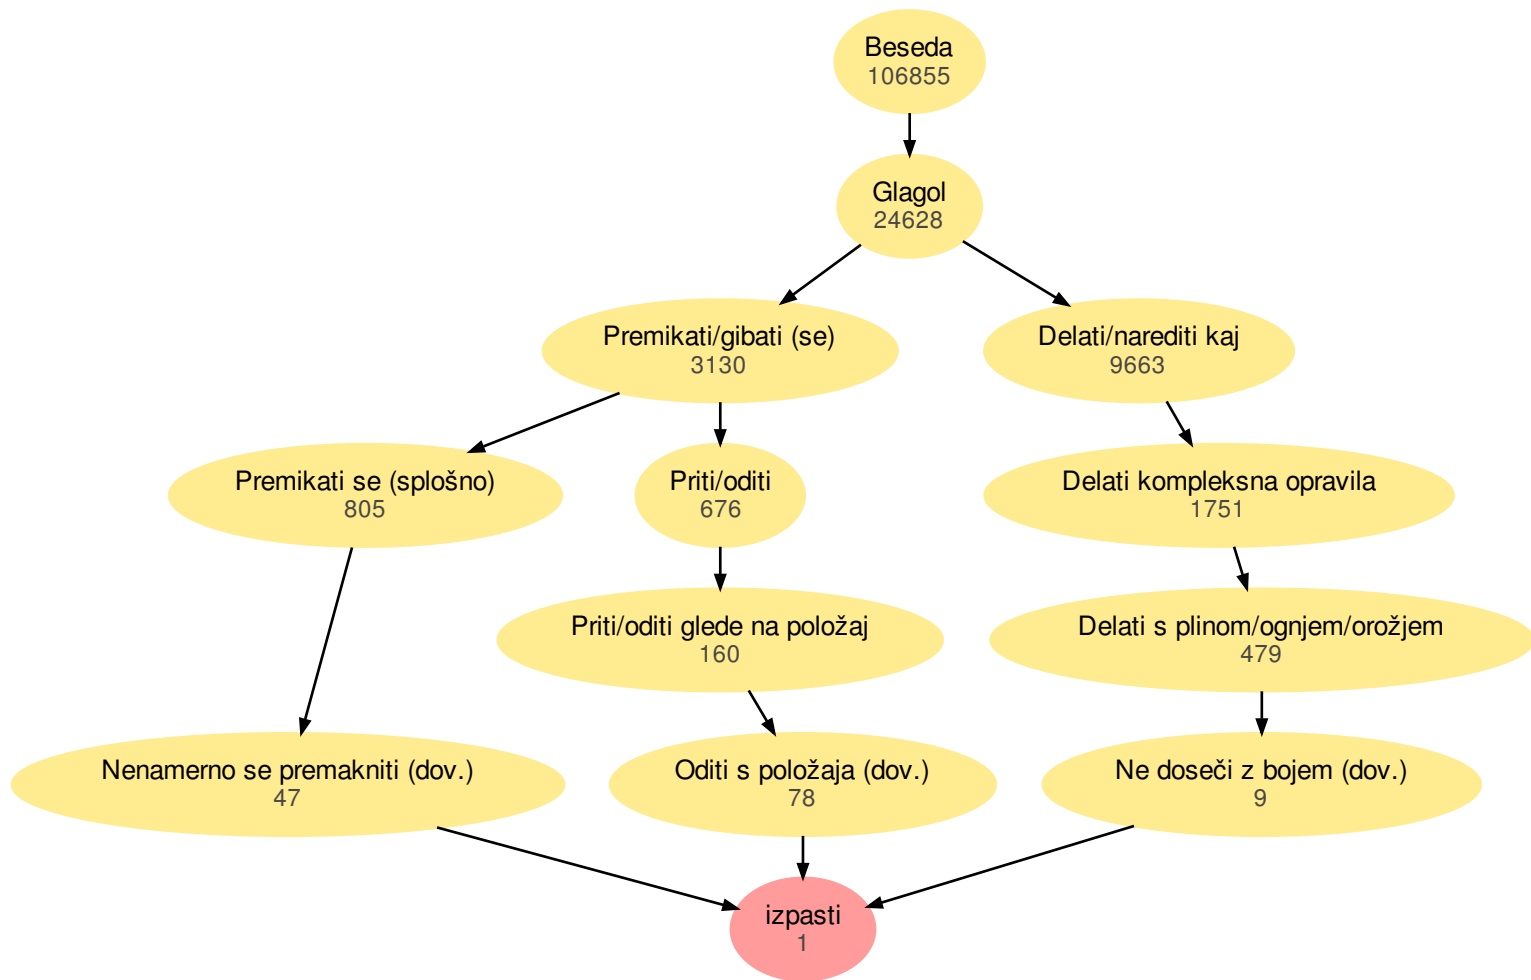 Beseda
106855
Glagol
24628
Premikati/gibati (se)
3130
Delati/narediti kaj
9663
Premikati se (splošno)
805
Priti/oditi
676
Delati kompleksna opravila
1751
Priti/oditi glede na položaj
160
Delati s plinom/ognjem/orožjem
479
Nenamerno se premakniti (dov.)
47
Oditi s položaja (dov.)
78
Ne doseči z bojem (dov.)
9
izpasti
1